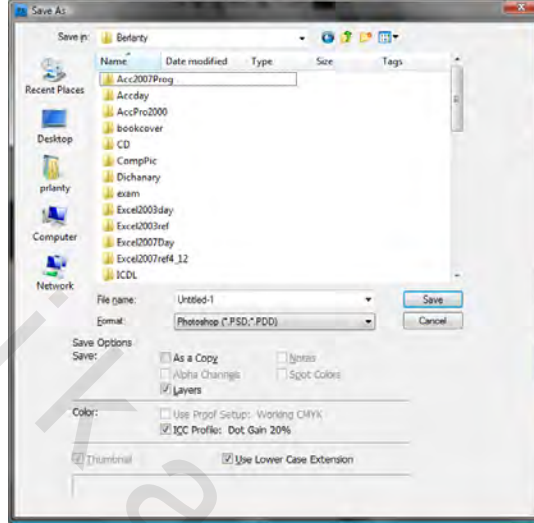 Save As
Save in: Berlanty
Name Date modified Type Size Tags
Recent Places
Desktop
prlanty
Computer
Network
Acc2007Prog
Accday
AccPro2000
bookcover
CD
CompPic
Dichanary
exam
Excel2003day
Excel2003ref
Excel2007Day
Excel2007ref4_12
ICDL
File name: Untitled-1 Save
Format: Photoshop (*.PSD;*.PDD) Cancel
Save Options
Save: As a Copy Notes
Alpha Channels Spot Colors
Layers
Color: Use Proof Setup: Working CMYK
ICC Profile: Dot Gain 20%
Thumbnail Use Lower Case Extension